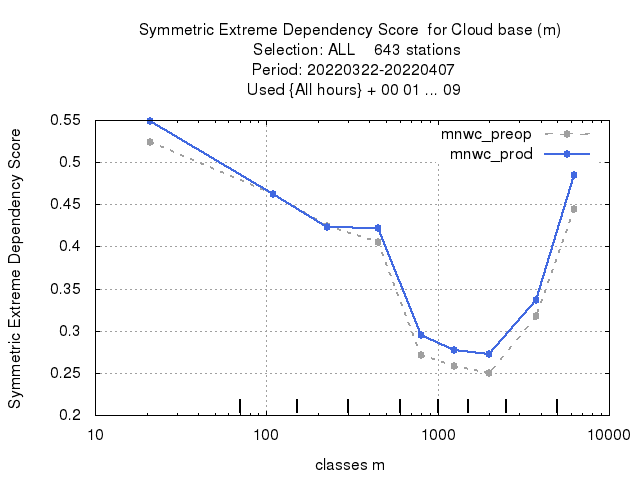 Symmetric Extreme Dependency Score  for Cloud base (m)
Selection: ALL    643 stations
Period: 20220322-20220407
Used {All hours} + 00 01 ... 09
mnwc_preop
mnwc_prod
Symmetric Extreme Dependency Score
0.55
0.5
0.45
0.4
0.35
0.3
0.25
0.2
10 100 1000 10000
classes m